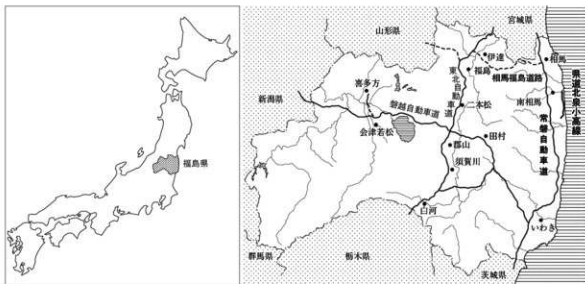 福島県
宮城県
山形県
新潟県
群馬県
栃木県
茨城県
喜多方
会津若松
磐越自動車道
東北自動車道
伊達
福島
相馬福島道路
相馬
南相馬
二本松
田村
郡山
須賀川
白河
いわき
常磐自動車道
県道北泉小高線